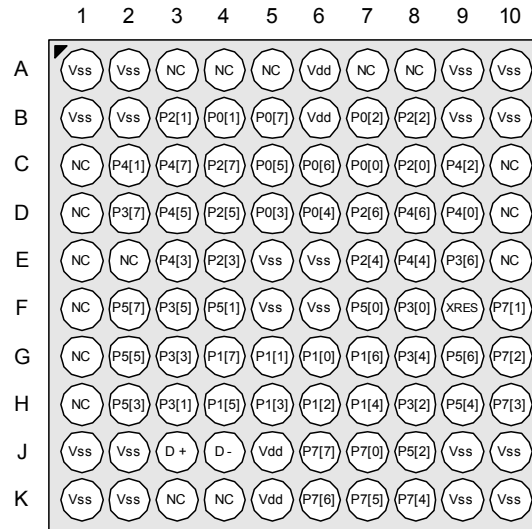 1 2 3 4 5 6 7 8 9 10
A Vss Vss NC NC NC Vdd NC NC Vss Vss
B Vss Vss P2[1] P0[1] P0[7] Vdd P0[2] P2[2] Vss Vss
C NC P4[1] P4[7] P2[7] P0[5] P0[6] P0[0] P2[0] P4[2] NC
D NC P3[7] P4[5] P2[5] P0[3] P0[4] P2[6] P4[6] P4[0] NC
E NC NC P4[3] P2[3] Vss Vss P2[4] P4[4] P3[6] NC
F NC P5[7] P3[5] P5[1] Vss Vss P5[0] P3[0] XRES P7[1]
G NC P5[5] P3[3] P1[7] P1[1] P1[0] P1[6] P3[4] P5[6] P7[2]
H NC P5[3] P3[1] P1[5] P1[3] P1[2] P1[4] P3[2] P5[4] P7[3]
J Vss Vss D + D - Vdd P7[7] P7[0] P5[2] Vss Vss
K Vss Vss NC NC Vdd P7[6] P7[5] P7[4] Vss Vss